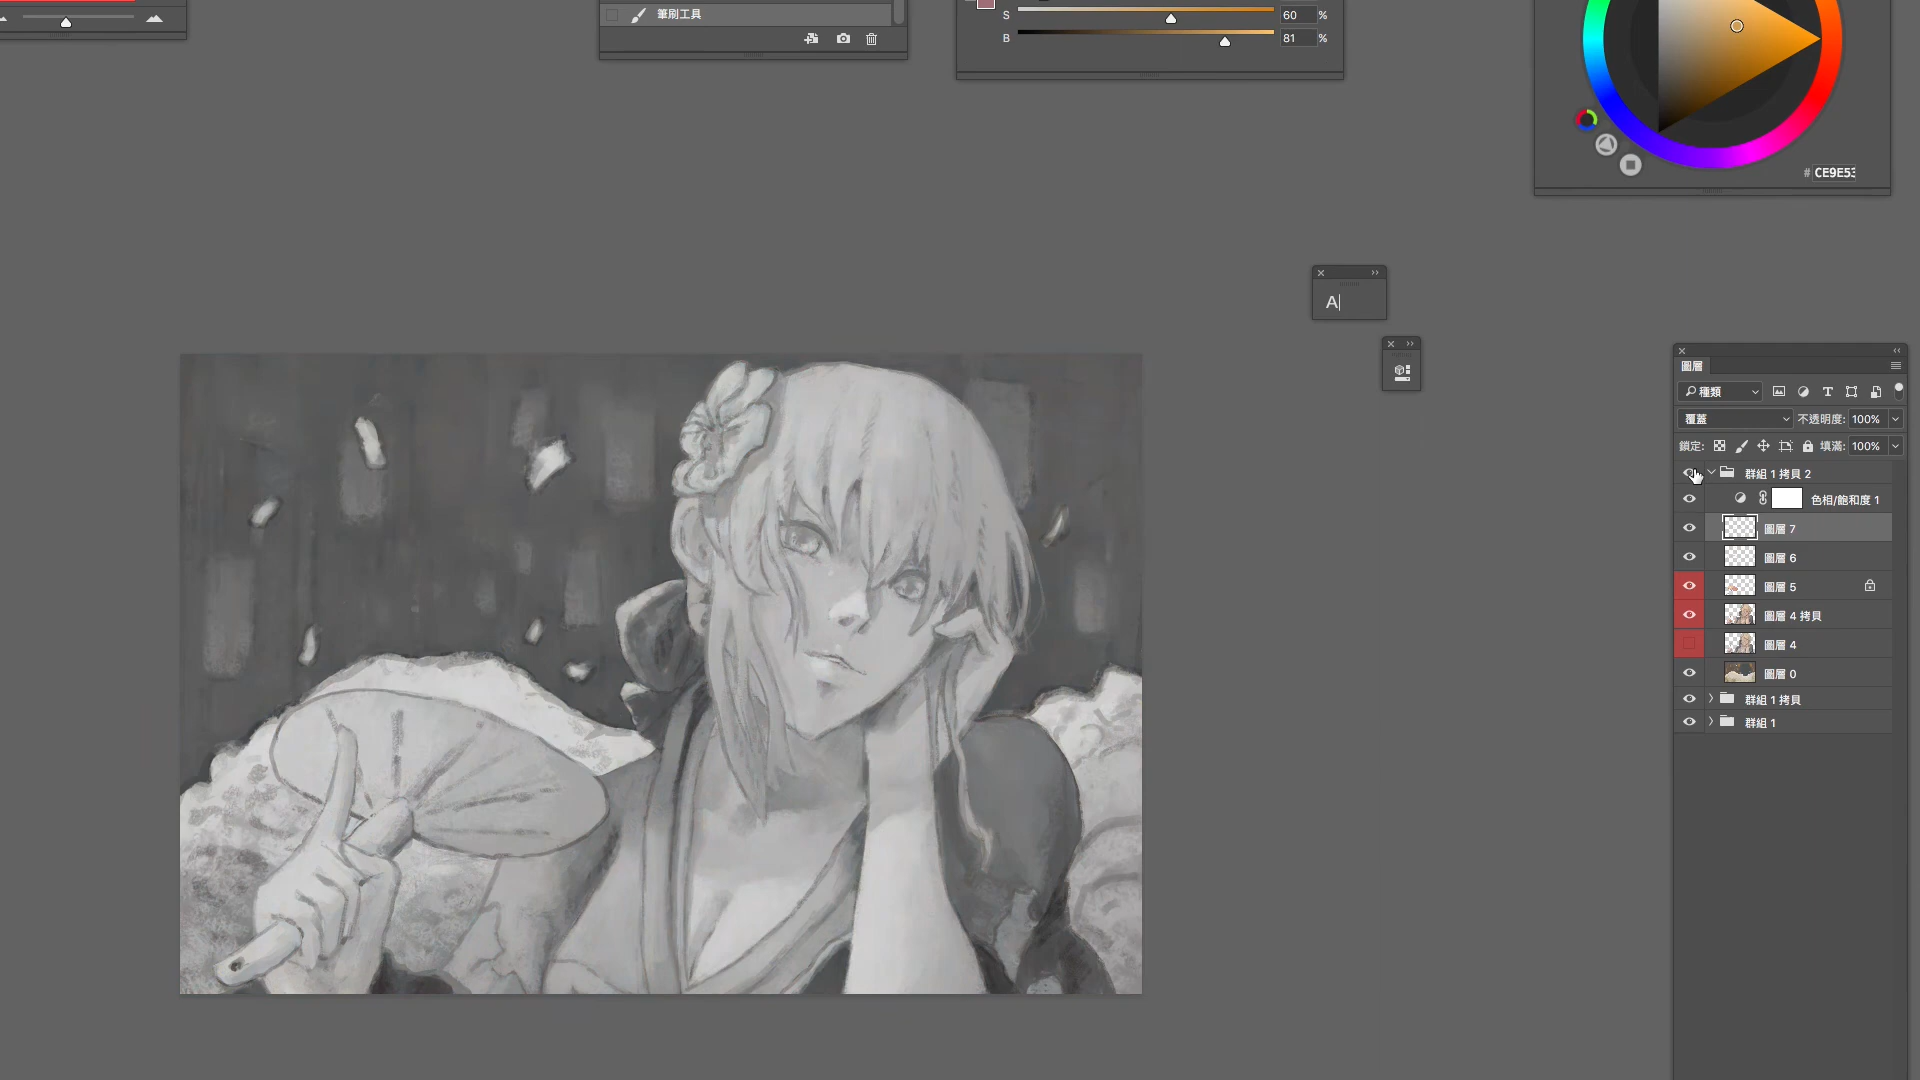 筆刷工具
S 60 %
B 81 %
# CE9E53
A
圖層
種類
覆蓋 不透明度: 100%
鎖定: 填滿: 100%
群組 1 拷貝 2
色相/飽和度 1
圖層 7
圖層 6
圖層 5
圖層 4 拷貝
圖層 4
圖層 0
群組 1 拷貝
群組 1